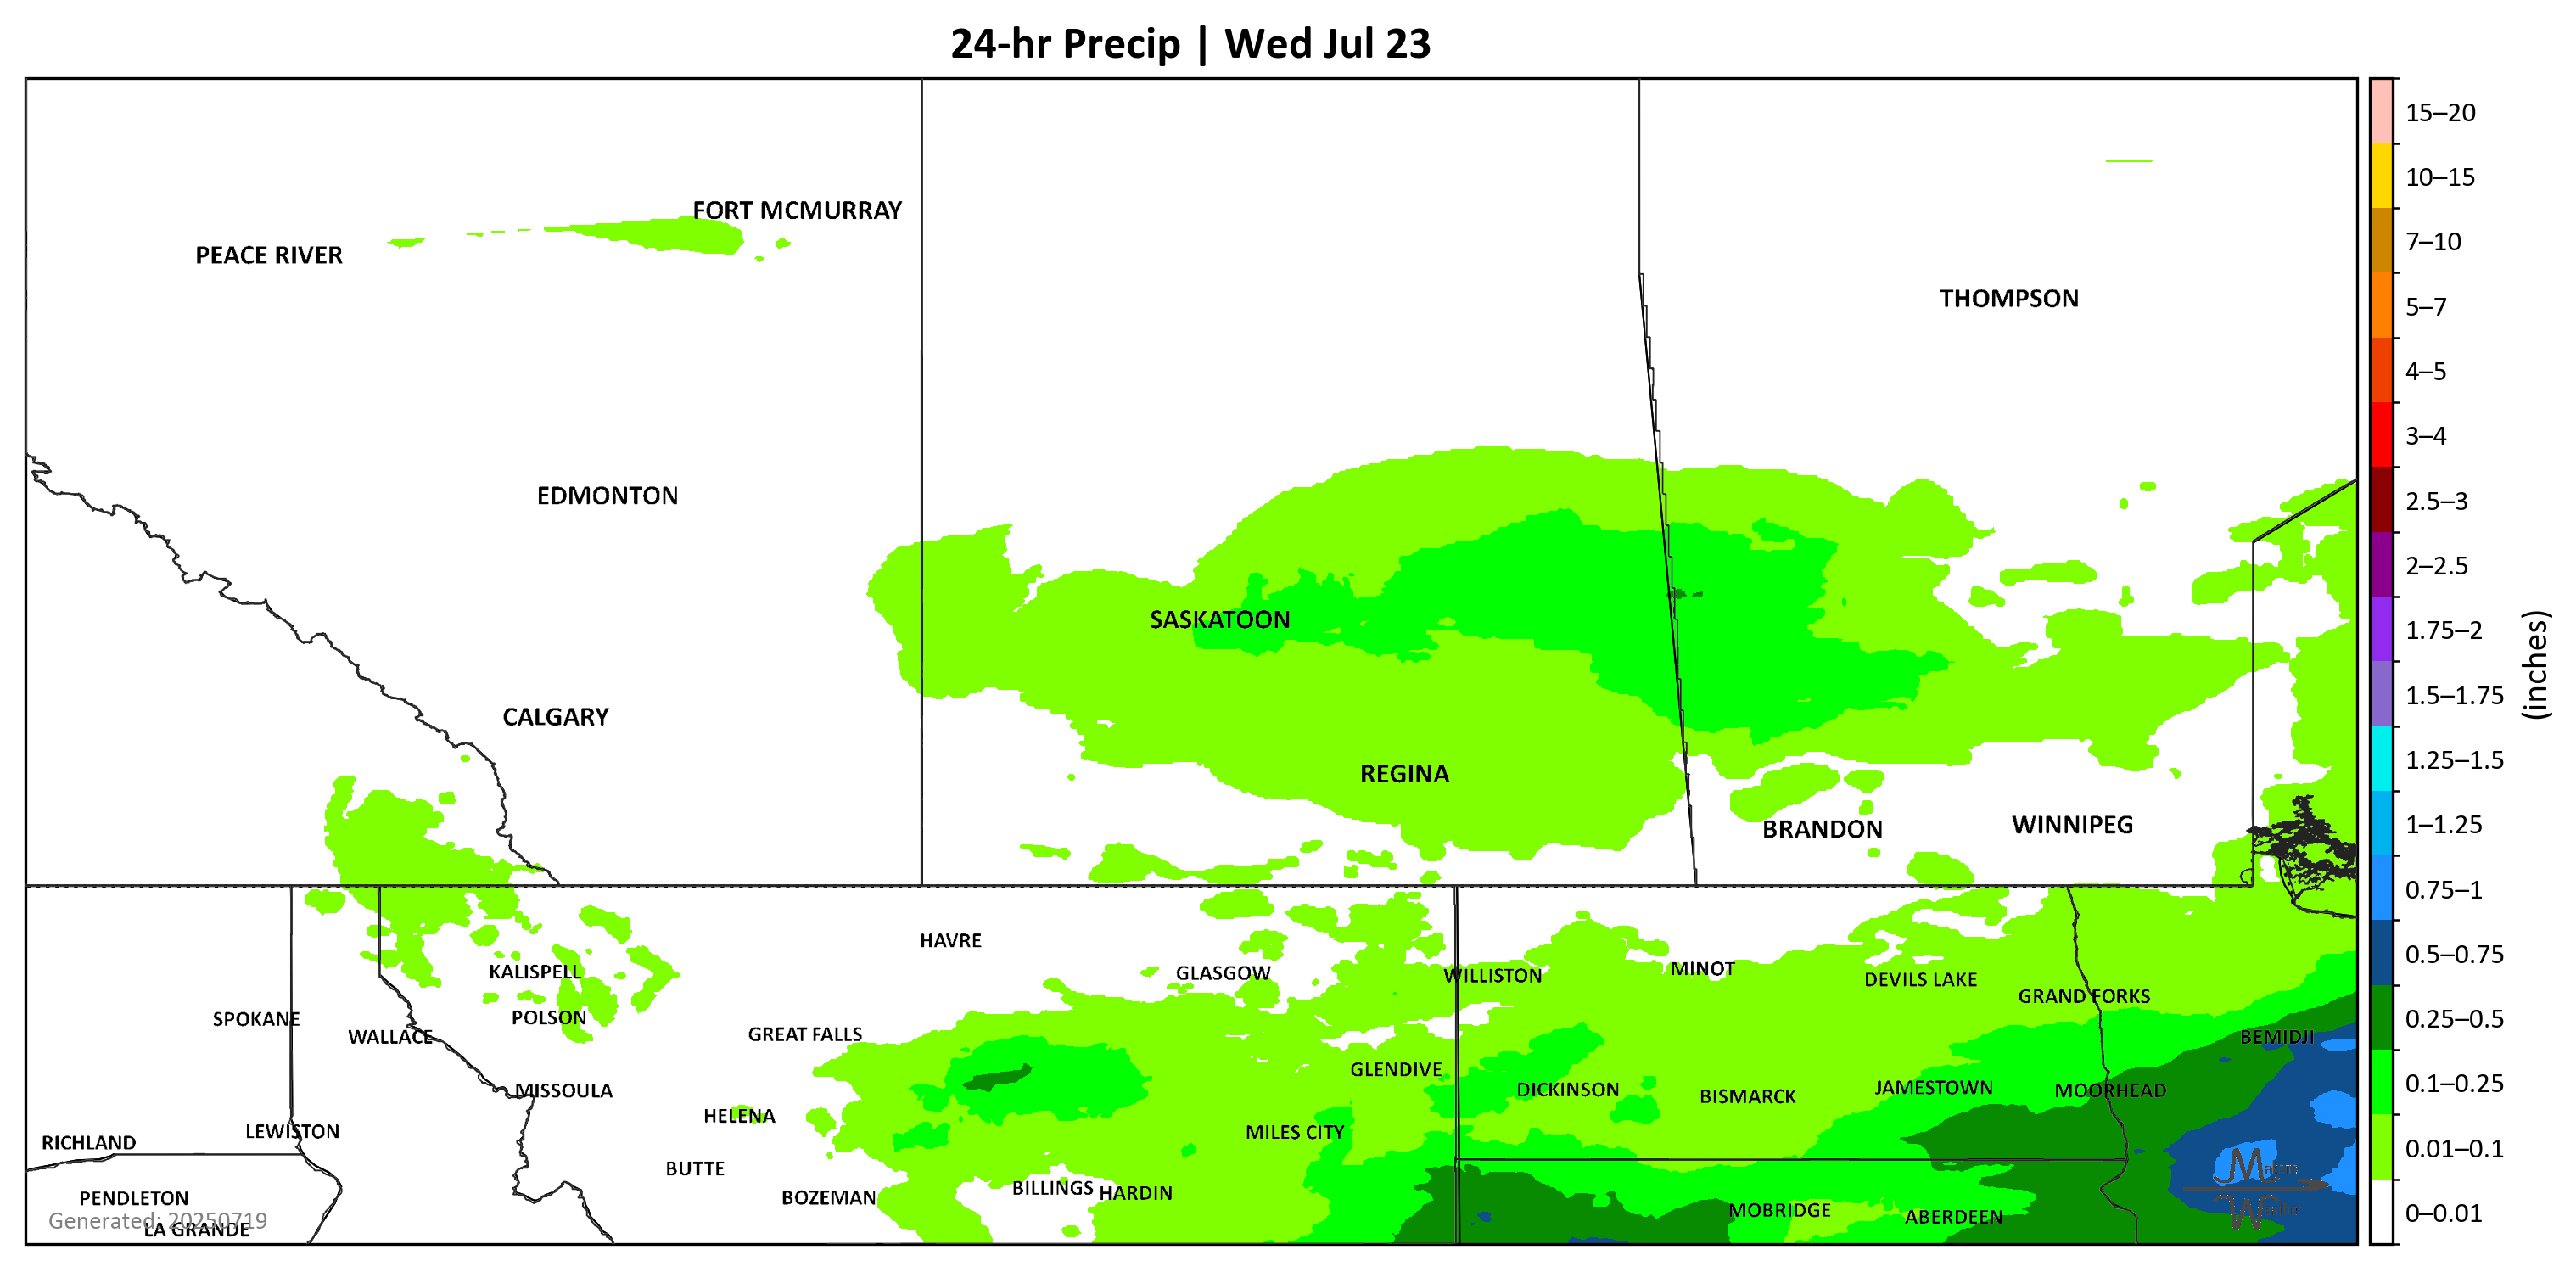 24-hr Precip | Wed Jul 23
15–20
10–15
7–10
5–7
4–5
3–4
2.5–3
2–2.5
1.75–2
1.5–1.75
1.25–1.5
1–1.25
0.75–1
0.5–0.75
0.25–0.5
0.1–0.25
0.01–0.1
0–0.01
(inches)
FORT MCMURRAY
PEACE RIVER
THOMPSON
EDMONTON
SASKATOON
CALGARY
REGINA
BRANDON
WINNIPEG
HAVRE
KALISPELL
GLASGOW
WILLISTON
MINOT
DEVILS LAKE
GRAND FORKS
SPOKANE
POLSON
WALLACE
GREAT FALLS
BEMIDJI
GLENDIVE
MISSOULA
DICKINSON
BISMARCK
JAMESTOWN
MOORHEAD
HELENA
LEWISTON
RICHLAND
MILES CITY
BUTTE
BILLINGS
HARDIN
PENDLETON
BOZEMAN
MOBRIDGE
ABERDEEN
Generated: 20250719
LA GRANDE